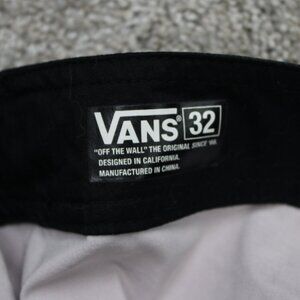 VANS® 32
"OFF THE WALL" THE ORIGINAL SINCE '66.
DESIGNED IN CALIFORNIA.
MANUFACTURED IN CHINA.